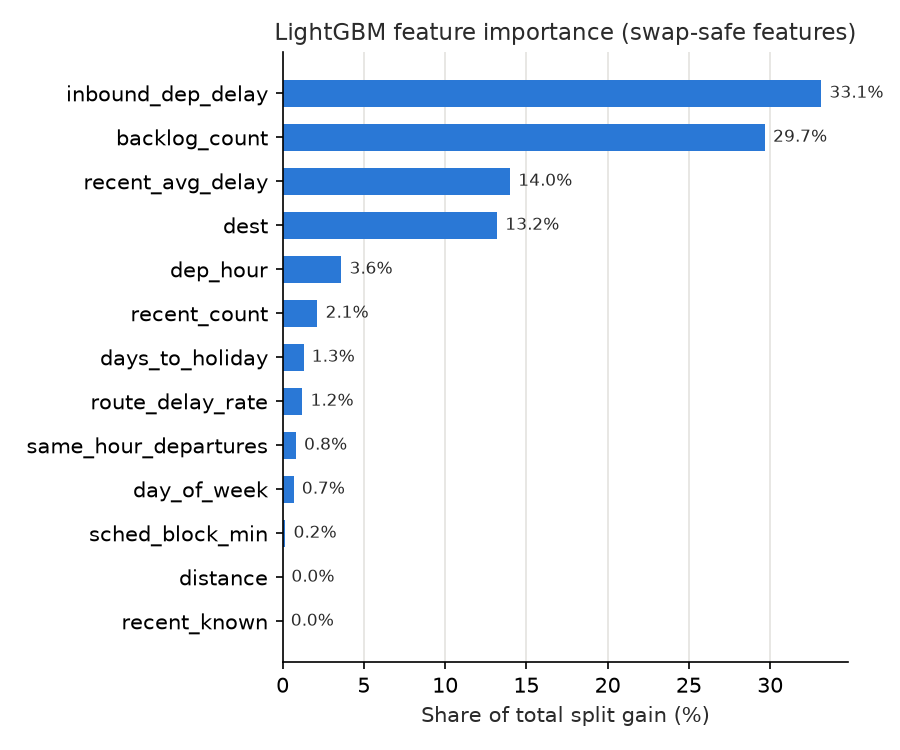 LightGBM feature importance (swap-safe features)
inbound_dep_delay 33.1%
backlog_count 29.7%
recent_avg_delay 14.0%
dest 13.2%
dep_hour 3.6%
recent_count 2.1%
days_to_holiday 1.3%
route_delay_rate 1.2%
same_hour_departures 0.8%
day_of_week 0.7%
sched_block_min 0.2%
distance 0.0%
recent_known 0.0%
0 5 10 15 20 25 30
Share of total split gain (%)